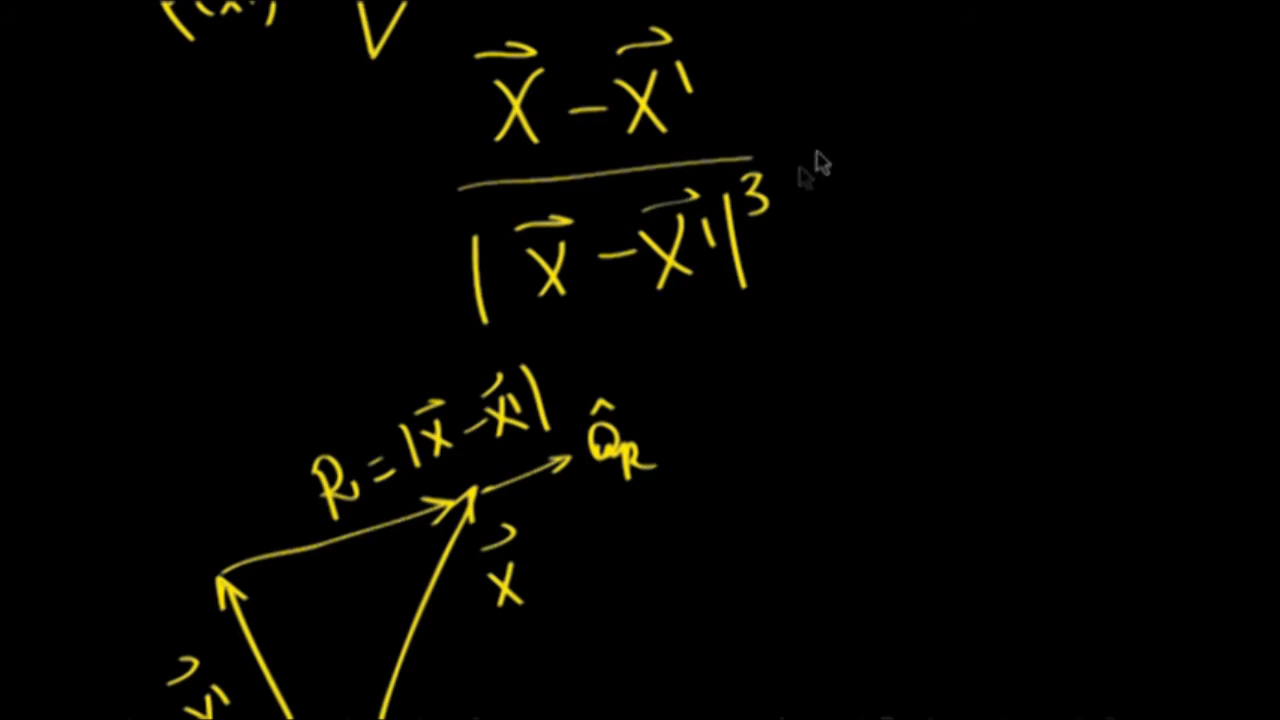 V
x⃗ - x⃗'
|x⃗ - x⃗'|³
R = |x⃗ - x⃗'|
â_R
x⃗